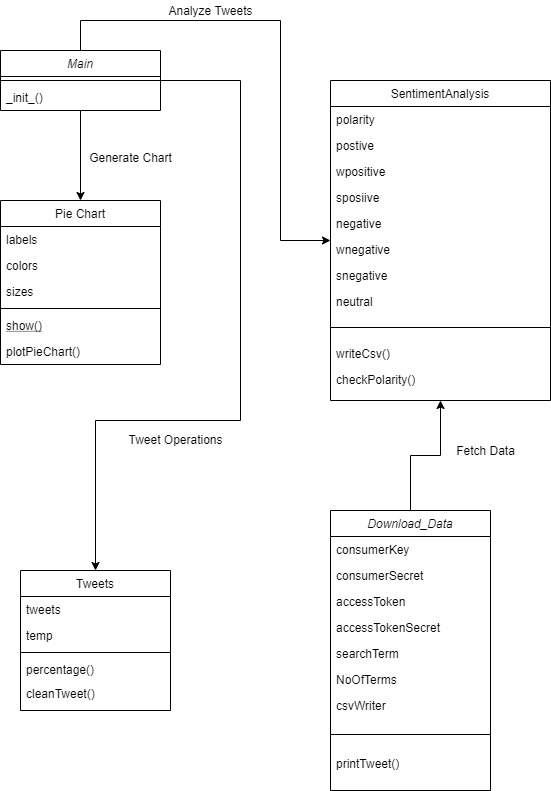 Analyze Tweets
Main
_init_()
Generate Chart
Pie Chart
labels
colors
sizes
show()
plotPieChart()
SentimentAnalysis
polarity
postive
wpositive
sposiive
negative
wnegative
snegative
neutral
writeCsv()
checkPolarity()
Tweet Operations
Fetch Data
Tweets
tweets
temp
percentage()
cleanTweet()
Download_Data
consumerKey
consumerSecret
accessToken
accessTokenSecret
searchTerm
NoOfTerms
csvWriter
printTweet()